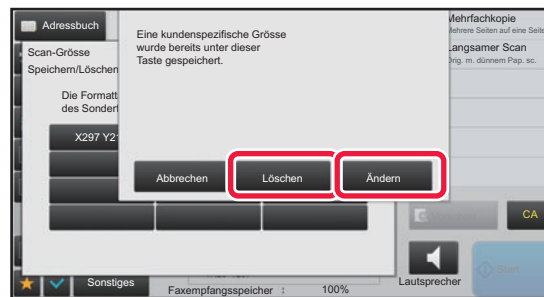 Adressbuch
Scan-Grösse
Speichern/Löschen
Die Formatt
des Sondert
X297 Y21
Eine kundenspezifische Grösse
wurde bereits unter dieser
Taste gespeichert.
Abbrechen
Löschen
Ändern
Mehrfachkopie
Mehrere Seiten auf eine Seite
Langsamer Scan
Orig. m. dünnem Pap. sc.
CA
Start
Lautsprecher
Sonstiges
Faxempfangsspeicher : 100%